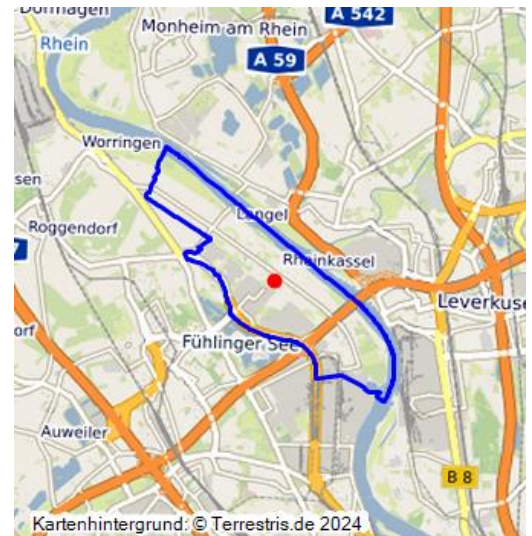 Dormagen
A 542
Monheim am Rhein
Rhein
A 59
Worringen
sen
Langel
Roggendorf
Rheinkassel
7
Leverkuse
orf
Fühlinger See
Auweiler
B 8
Kartenhintergrund: © Terrestris.de 2024